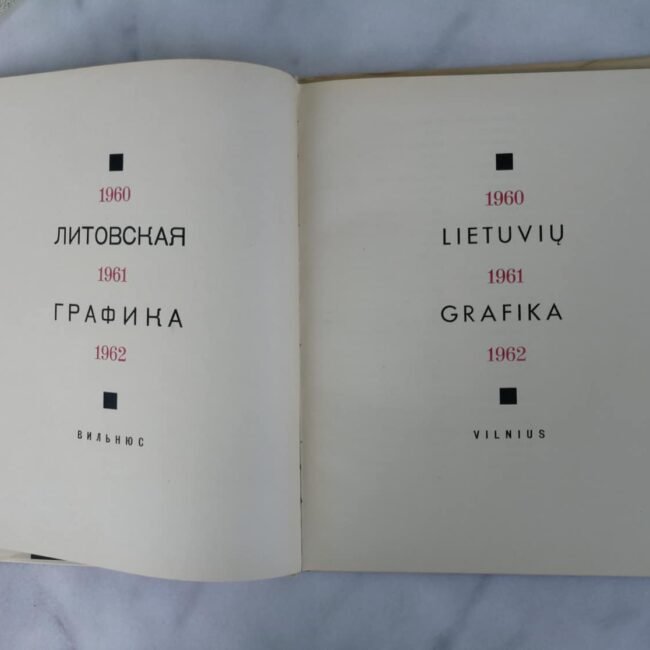 1960
ЛИТОВСКАЯ
1961
ГРАФИКА
1962
ВИЛЬНЮС
1960
LIETUVIŲ
1961
GRAFIKA
1962
VILNIUS